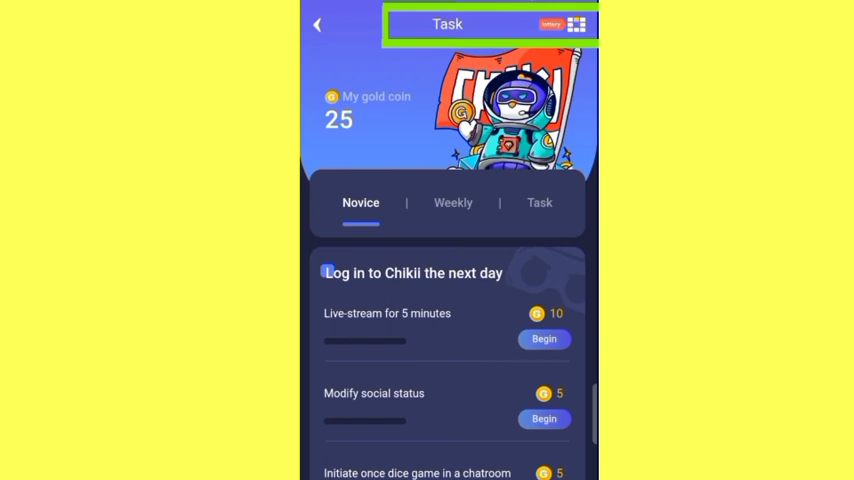 Task
lottery
My gold coin
25
CHIKII
Novice | Weekly | Task
Log in to Chikii the next day
Live-stream for 5 minutes
G 10
Begin
Modify social status
G 5
Begin
Initiate once dice game in a chatroom
G 5